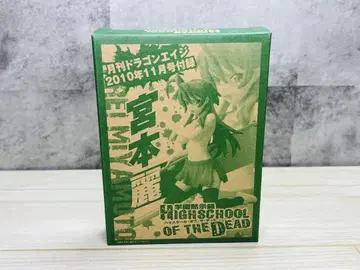 月刊ドラゴンエイジ
2010年11月号付録
宮本麗
REI MIYAMOTO
学園黙示録
HIGHSCHOOL
OF THE DEAD